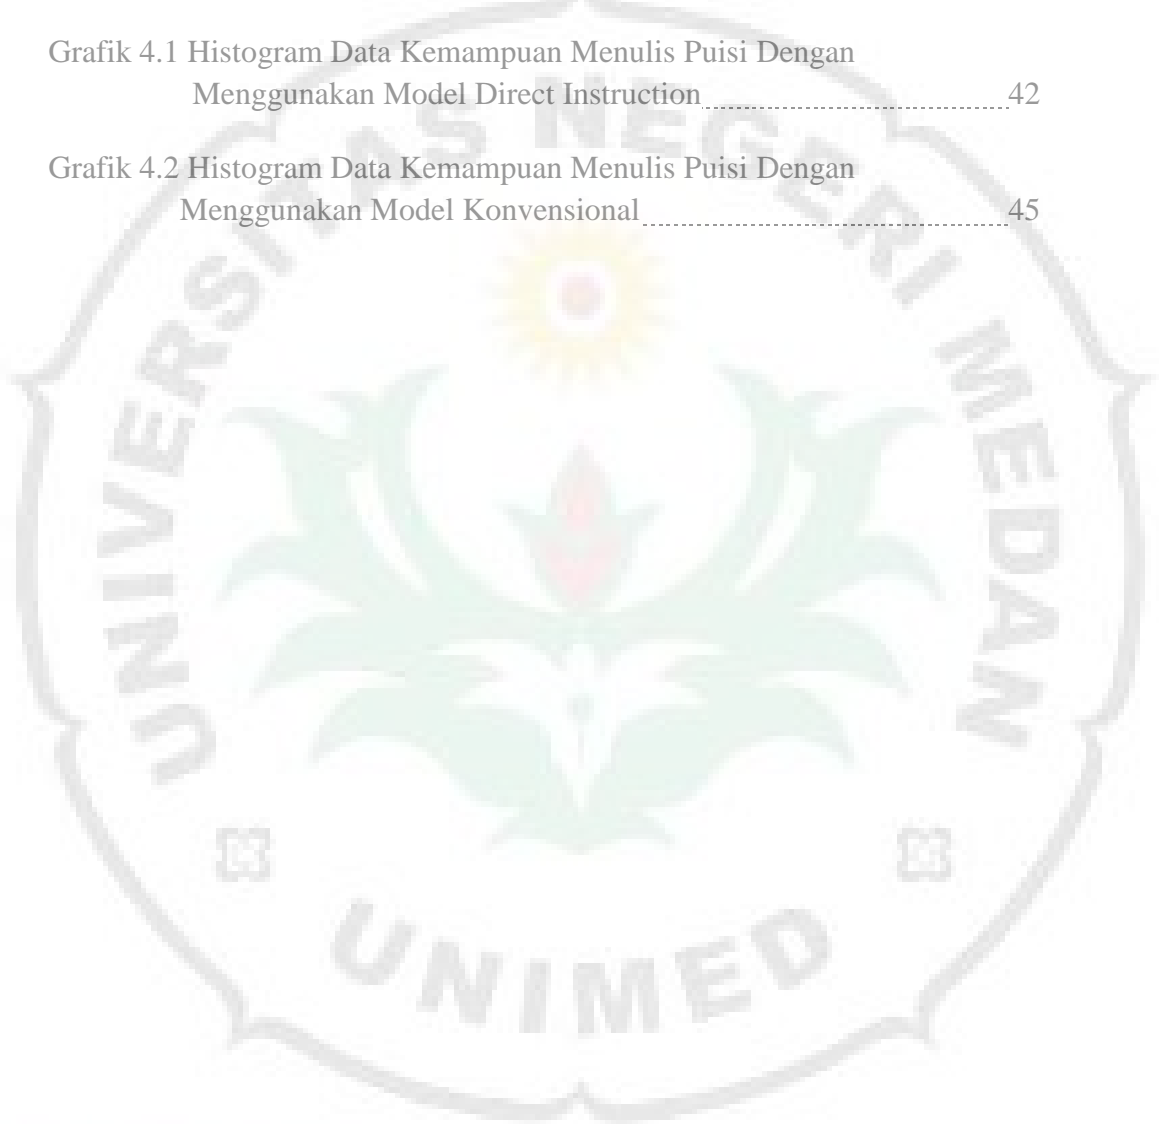 Grafik 4.1 Histogram Data Kemampuan Menulis Puisi Dengan
Menggunakan Model Direct Instruction 42
Grafik 4.2 Histogram Data Kemampuan Menulis Puisi Dengan
Menggunakan Model Konvensional 45
UNIVERSITAS NEGERI MEDAN
UNIMED